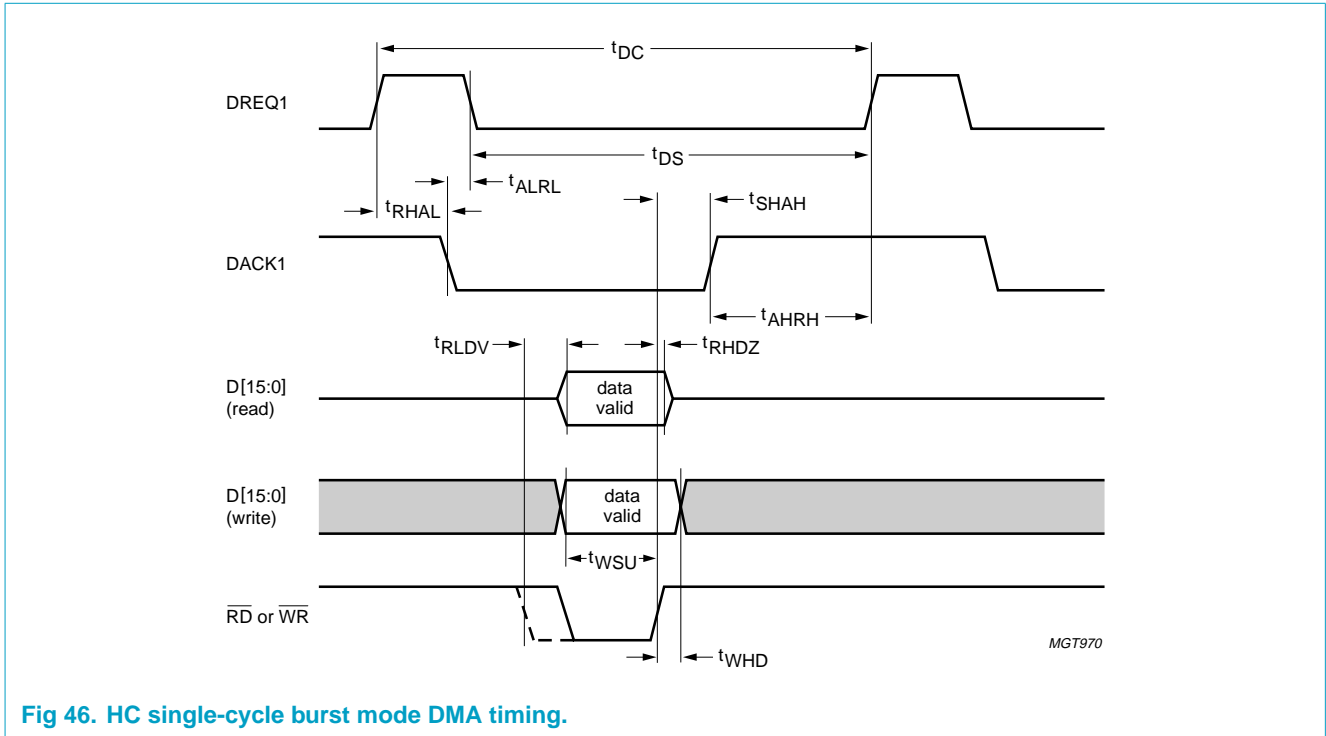 tDC
DREQ1
tDS
tALRL
tSHAH
tRHAL
DACK1
tAHRH
tRLDV
tRHDZ
D[15:0]
(read)
data
valid
D[15:0]
(write)
data
valid
tWSU
RD or WR
MGT970
tWHD
Fig 46. HC single-cycle burst mode DMA timing.